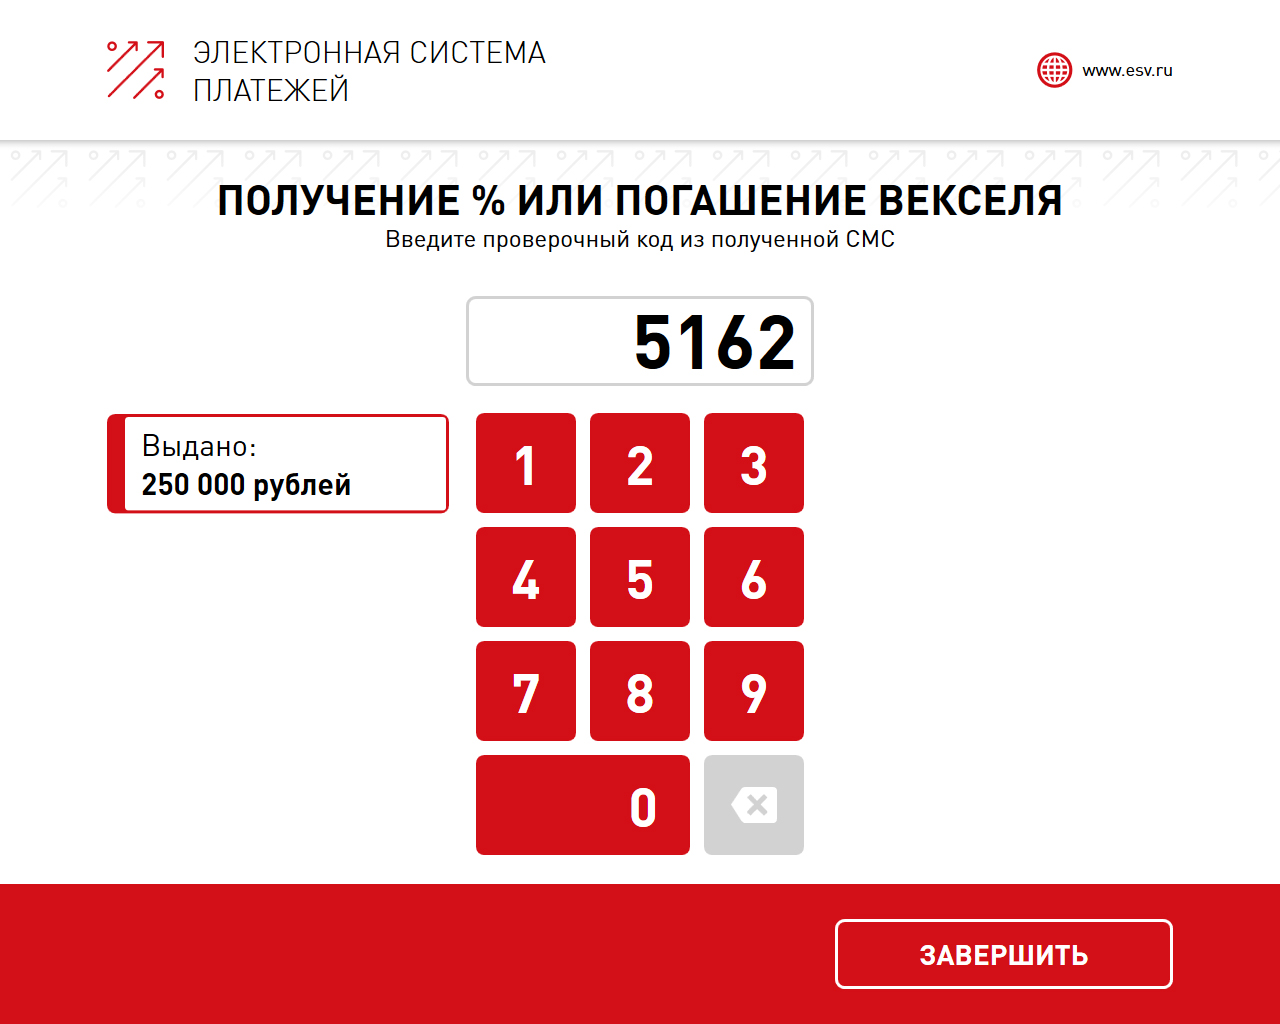 ЭЛЕКТРОННАЯ СИСТЕМА
ПЛАТЕЖЕЙ
www.esv.ru
ПОЛУЧЕНИЕ % ИЛИ ПОГАШЕНИЕ ВЕКСЕЛЯ
Введите проверочный код из полученной СМС
5162
Выдано:
250 000 рублей
1 2 3
4 5 6
7 8 9
0
ЗАВЕРШИТЬ